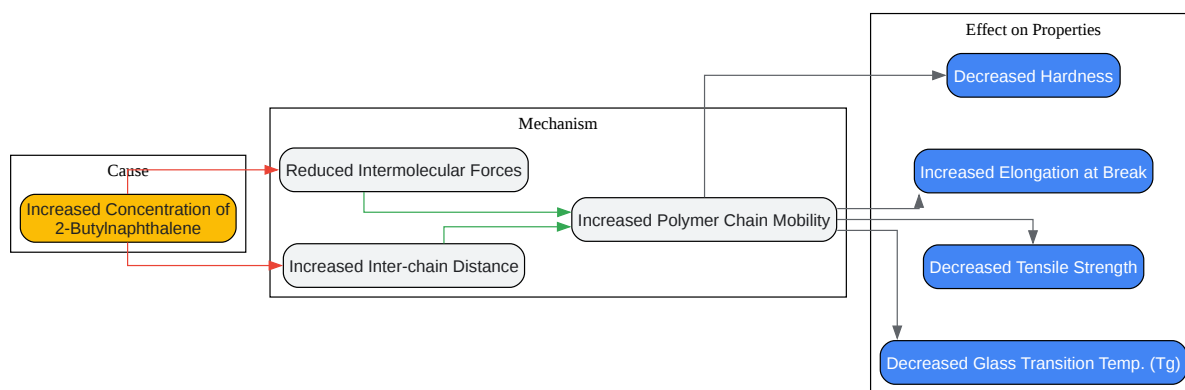 Cause
Increased Concentration of
2-Butylnaphthalene
Mechanism
Reduced Intermolecular Forces
Increased Inter-chain Distance
Increased Polymer Chain Mobility
Effect on Properties
Decreased Hardness
Increased Elongation at Break
Decreased Tensile Strength
Decreased Glass Transition Temp. (Tg)